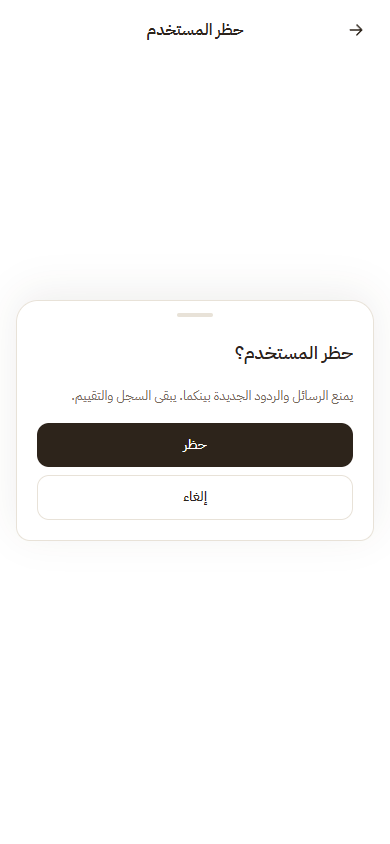 حظر المستخدم
حظر المستخدم؟
يمنع الرسائل والردود الجديدة بينكما. يبقى السجل والتقييم.
حظر
إلغاء